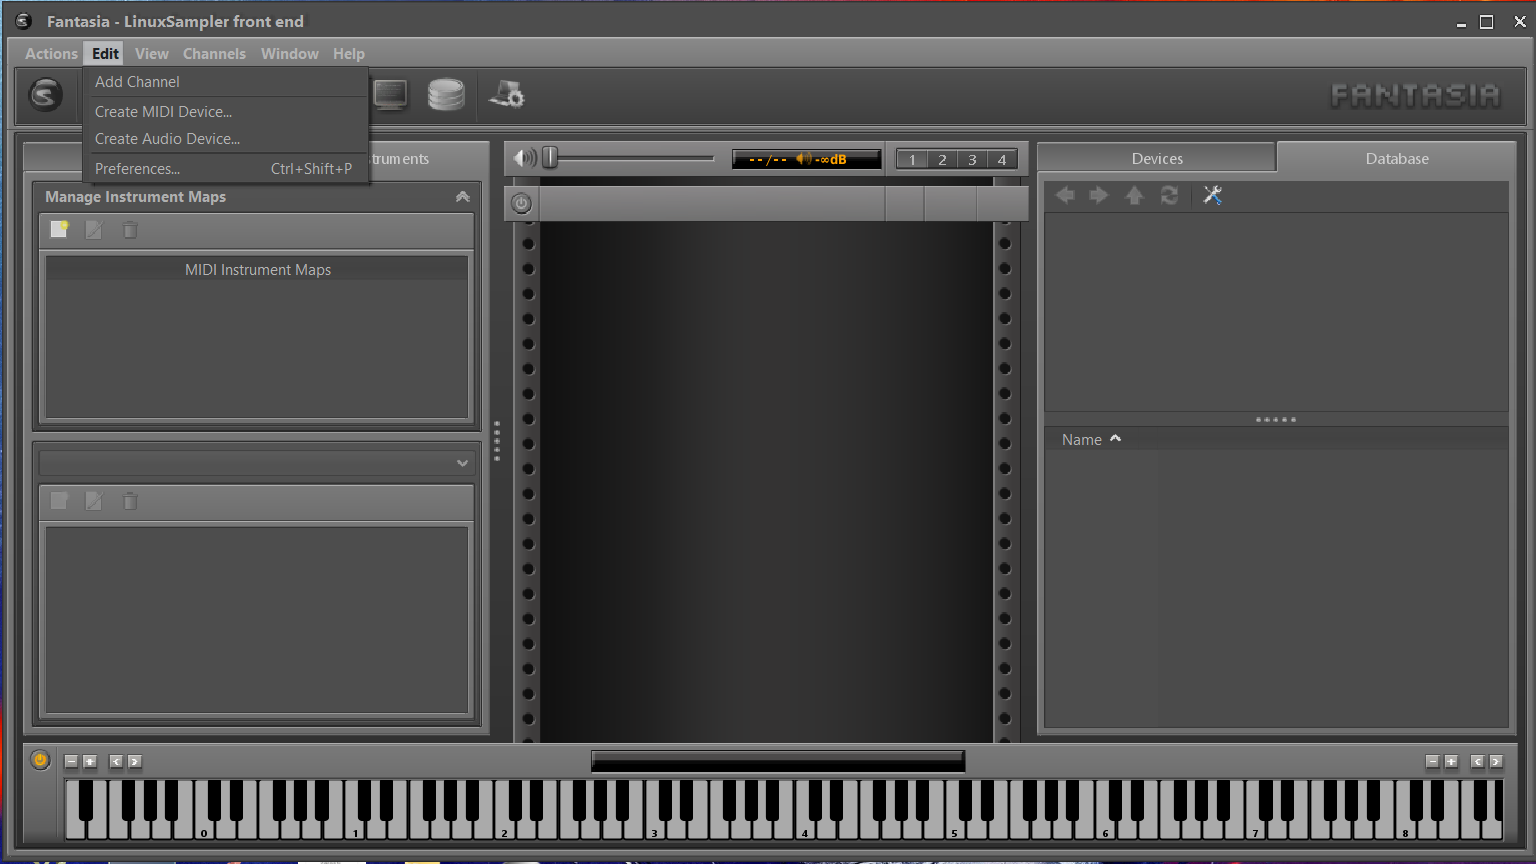 Fantasia - LinuxSampler front end
Actions Edit View Channels Window Help
Add Channel
Create MIDI Device...
Create Audio Device...
Preferences... Ctrl+Shift+P
FANTASIA
truments
Manage Instrument Maps
MIDI Instrument Maps
--/-- -∞dB
1 2 3 4
Devices Database
Name
0 1 2 3 4 5 6 7 8